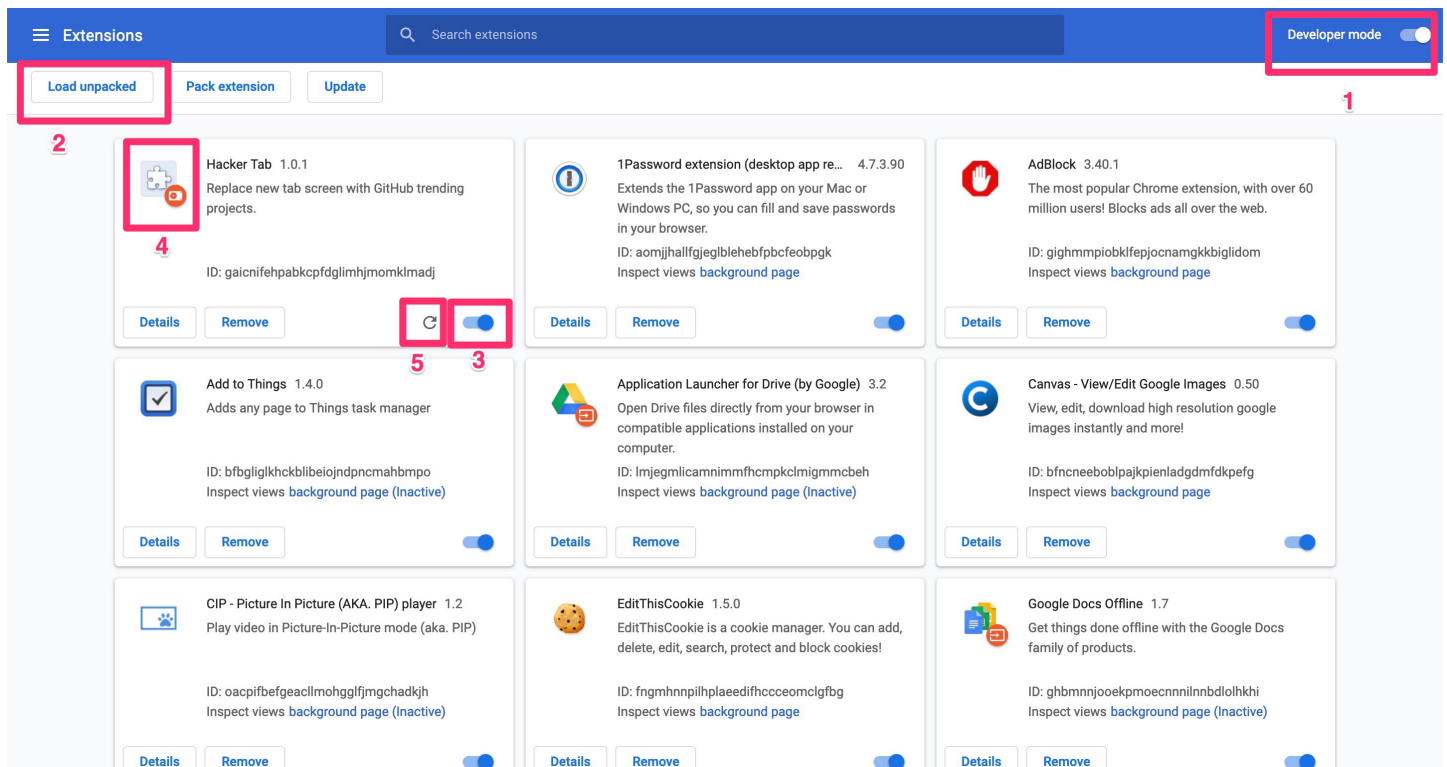 Extensions
Search extensions
Developer mode
1
Load unpacked
Pack extension
Update
2
Hacker Tab 1.0.1
Replace new tab screen with GitHub trending
projects.
4
ID: gaicnifehpabkcpfdglimhjmomklmadj
Details
Remove
5
3
1Password extension (desktop app re... 4.7.3.90
Extends the 1Password app on your Mac or
Windows PC, so you can fill and save passwords
in your browser.
ID: aomjjhallfgjeglblehebfpbcfeobpgk
Inspect views background page
Details
Remove
AdBlock 3.40.1
The most popular Chrome extension, with over 60
million users! Blocks ads all over the web.
ID: gighmmpiobklfepjocnamgkkbiglidom
Inspect views background page
Details
Remove
Add to Things 1.4.0
Adds any page to Things task manager
ID: bfbgliglkhckblibeiojndpncmahbmpo
Inspect views background page (Inactive)
Details
Remove
Application Launcher for Drive (by Google) 3.2
Open Drive files directly from your browser in
compatible applications installed on your
computer.
ID: lmjegmlicamnimmfhcmpkclmigmmcbeh
Inspect views background page (Inactive)
Details
Remove
Canvas - View/Edit Google Images 0.50
View, edit, download high resolution google
images instantly and more!
ID: bfncneeboblpajkpienladgdmfdkpefg
Inspect views background page
Details
Remove
CIP - Picture In Picture (AKA. PIP) player 1.2
Play video in Picture-In-Picture mode (aka. PIP)
ID: oacpifbefgeacllmohgglfjmgchadkjh
Inspect views background page (Inactive)
Details
Remove
EditThisCookie 1.5.0
EditThisCookie is a cookie manager. You can add,
delete, edit, search, protect and block cookies!
ID: fngmhnnpilhplaeedifhccceomclgfbg
Inspect views background page
Details
Remove
Google Docs Offline 1.7
Get things done offline with the Google Docs
family of products.
ID: ghbmnnjooekpmoecnnnilnnbdlolhkhi
Inspect views background page (Inactive)
Details
Remove